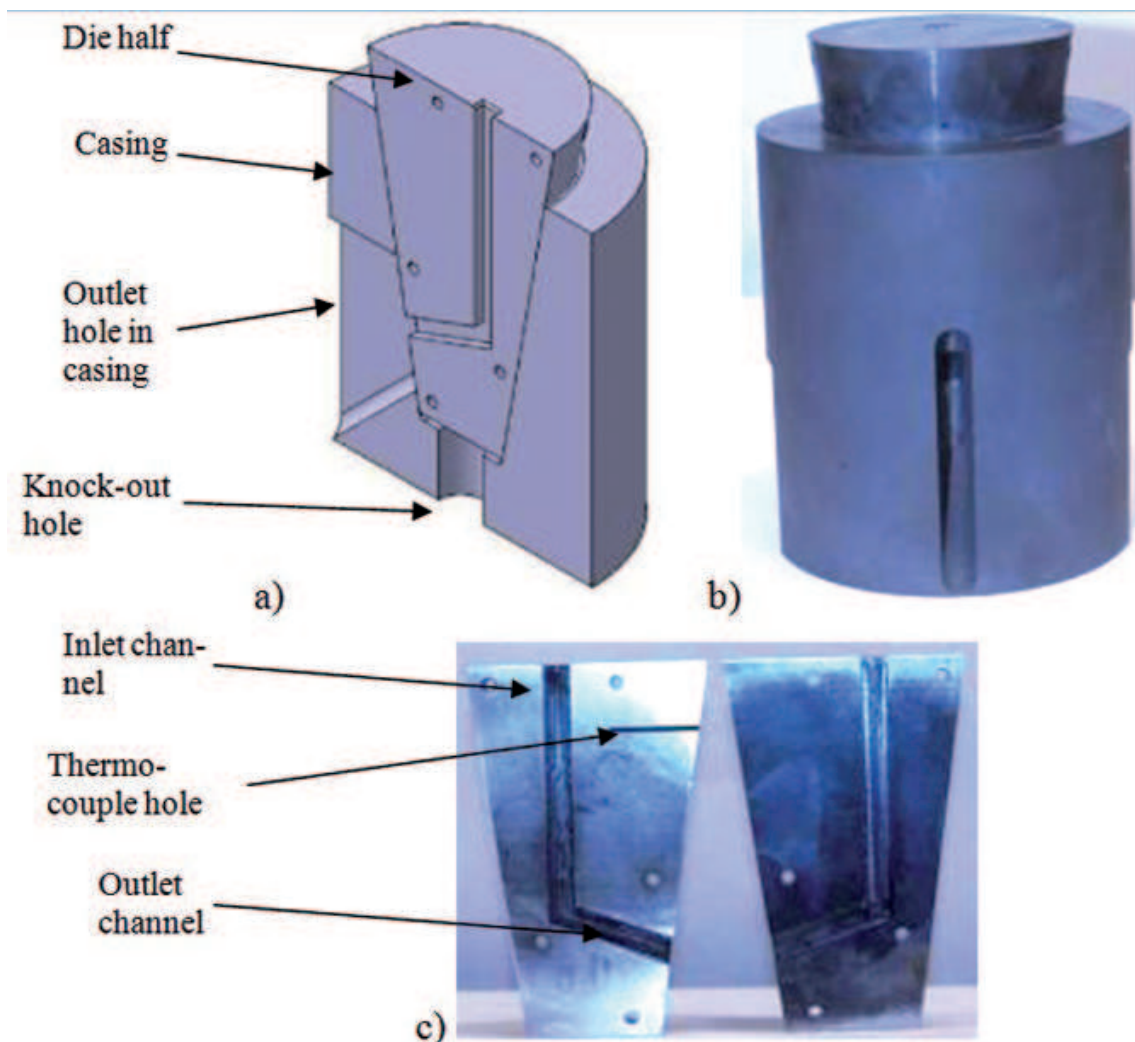 Die half
Casing
Outlet
hole in
casing
Knock-out
hole
a)
b)
Inlet chan-
nel
Thermo-
couple hole
Outlet
channel
c)